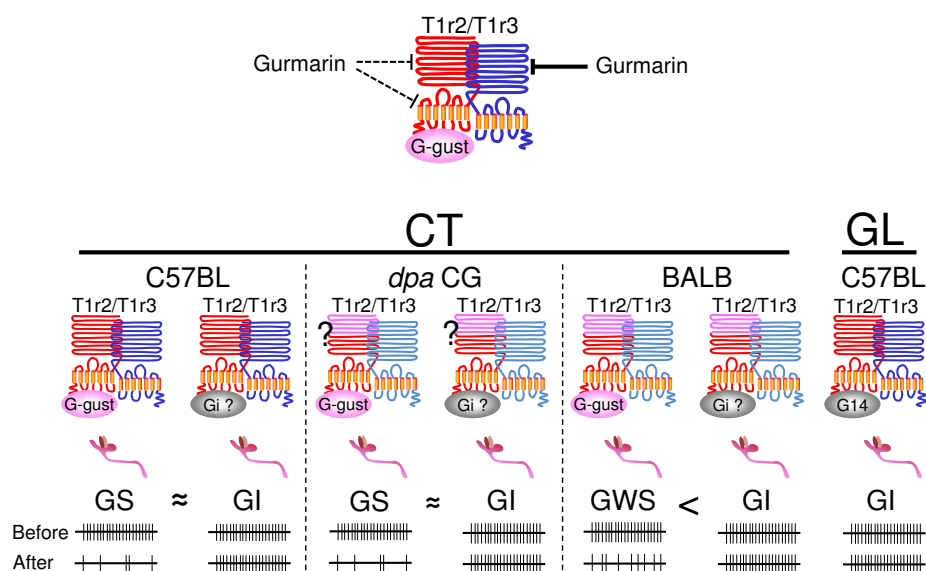 T1r2/T1r3
Gurmarin
Gurmarin
G-gust
CT
GL
C57BL
dpa CG
BALB
C57BL
T1r2/T1r3 T1r2/T1r3 T1r2/T1r3 T1r2/T1r3 T1r2/T1r3 T1r2/T1r3 T1r2/T1r3
? ?
G-gust Gi ? G-gust Gi ? G-gust Gi ? G14
GS ≈ GI GS ≈ GI GWS < GI GI
Before
After